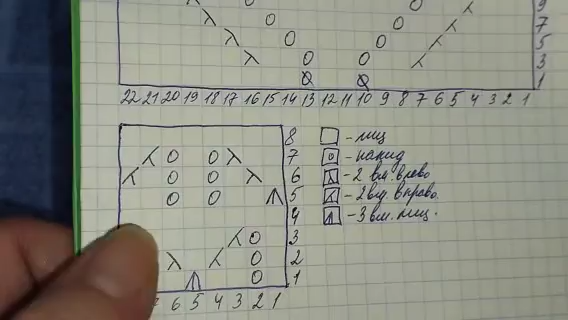 9
7
5
3
1
22 21 20 19 18 17 16 15 14 13 12 11 10 9 8 7 6 5 4 3 2 1
8 - лиц
7 - накид
6 - 2 вм. влево
5 - 2 вм. вправо.
4 - 3 вм. лиц.
3
2
1
7 6 5 4 3 2 1